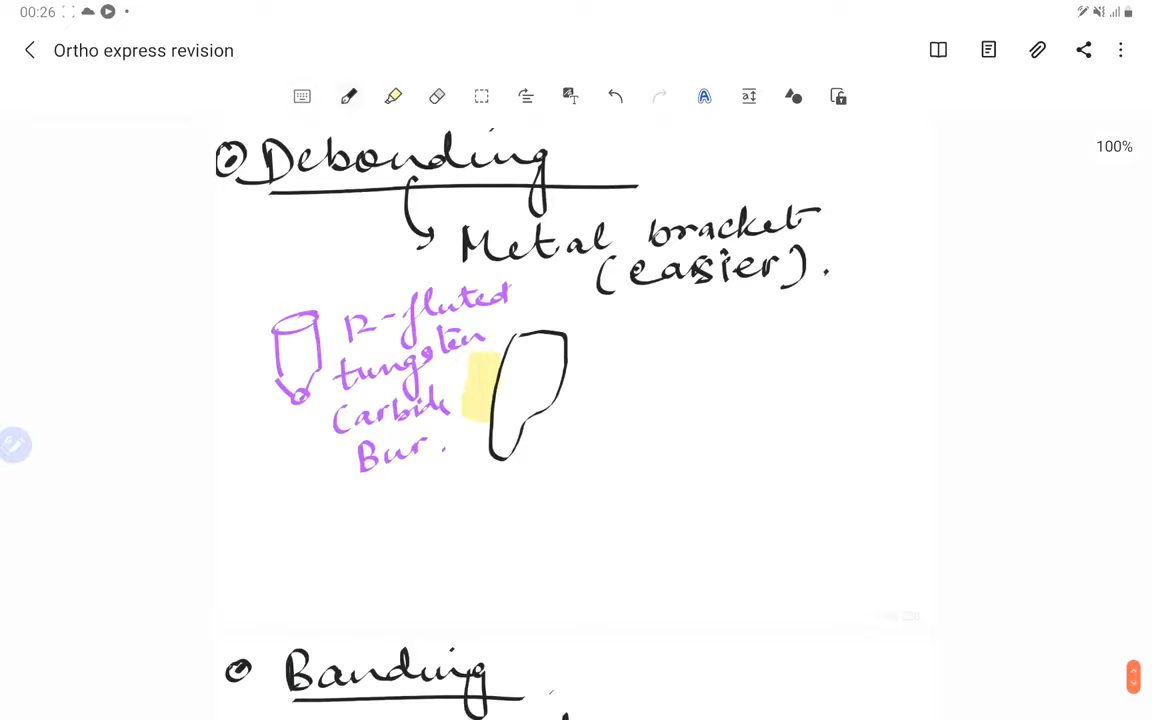 00:26
Ortho express revision
100%
Debonding
Metal bracket
(easier).
12-fluted
tungsten
Carbide
Bur.
Banding